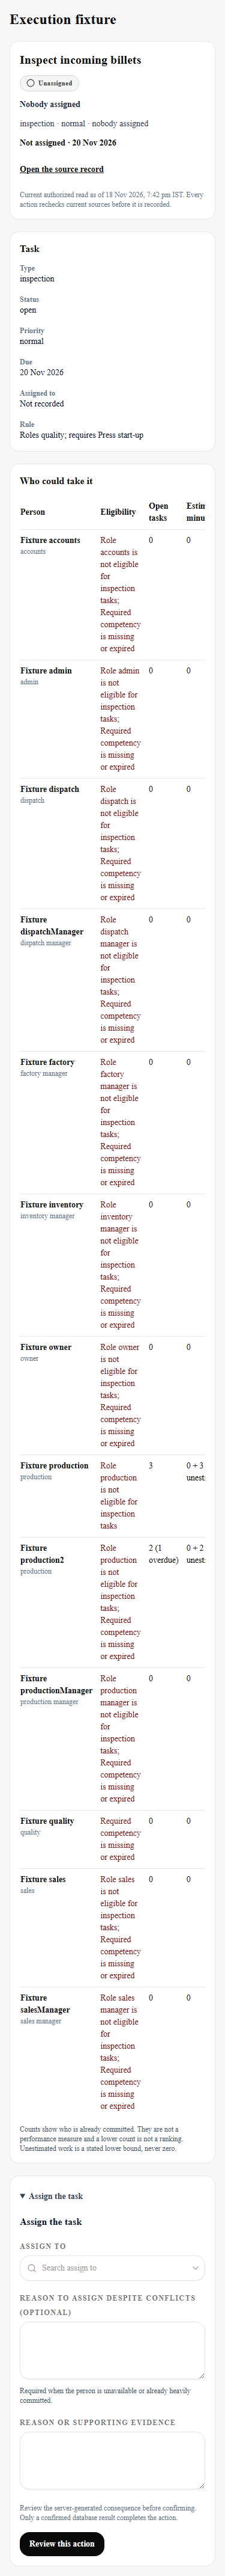 Execution fixture
Inspect incoming billets
Unassigned
Nobody assigned
inspection · normal · nobody assigned
Not assigned · 20 Nov 2026
Open the source record
Current authorized read as of 18 Nov 2026, 7:42 pm IST. Every
action rechecks current sources before it is recorded.
Task
Type
inspection
Status
open
Priority
normal
Due
20 Nov 2026
Assigned to
Not recorded
Rule
Roles quality; requires Press start-up
Who could take it
Person Eligibility Open Estim
tasks minu
Fixture accounts Role 0 0
accounts accounts is
not eligible
for
inspection
tasks;
Required
competency
is missing
or expired
Fixture admin Role admin 0 0
admin is not
eligible for
inspection
tasks;
Required
competency
is missing
or expired
Fixture dispatch Role 0 0
dispatch dispatch is
not eligible
for
inspection
tasks;
Required
competency
is missing
or expired
Fixture Role 0 0
dispatchManager dispatch
dispatch manager manager is
not eligible
for
inspection
tasks;
Required
competency
is missing
or expired
Fixture factory Role 0 0
factory manager factory
manager is
not eligible
for
inspection
tasks;
Required
competency
is missing
or expired
Fixture inventory Role 0 0
inventory manager inventory
manager is
not eligible
for
inspection
tasks;
Required
competency
is missing
or expired
Fixture owner Role owner 0 0
owner is not
eligible for
inspection
tasks;
Required
competency
is missing
or expired
Fixture production Role 3 0 + 3
production production unest
is not
eligible for
inspection
tasks
Fixture Role 2 (1 0 + 2
production2 production overdue) unest
production is not
eligible for
inspection
tasks;
Required
competency
is missing
or expired
Fixture Role 0 0
productionManager production
production manager manager is
not eligible
for
inspection
tasks;
Required
competency
is missing
or expired
Fixture quality Required 0 0
quality competency
is missing
or expired
Fixture sales Role sales 0 0
sales is not
eligible for
inspection
tasks;
Required
competency
is missing
or expired
Fixture Role sales 0 0
salesManager manager is
sales manager not eligible
for
inspection
tasks;
Required
competency
is missing
or expired
Counts show who is already committed. They are not a
performance measure and a lower count is not a ranking.
Unestimated work is a stated lower bound, never zero.
Assign the task
Assign the task
ASSIGN TO
Search assign to
REASON TO ASSIGN DESPITE CONFLICTS
(OPTIONAL)
Required when the person is unavailable or already heavily
committed.
REASON OR SUPPORTING EVIDENCE
Review the server-generated consequence before confirming.
Only a confirmed database result completes the action.
Review this action